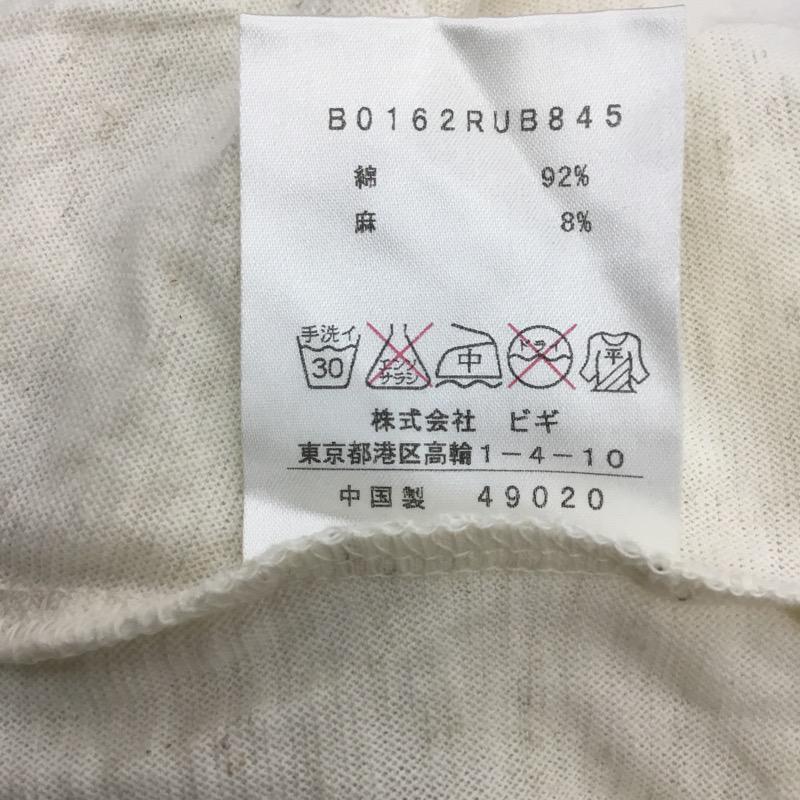 B0162RUB845
綿 92%
麻 8%
手洗イ 30 エンソ サラシ 中 ドライ 平
株式会社 ビギ
東京都港区高輪1-4-10
中国製 49020